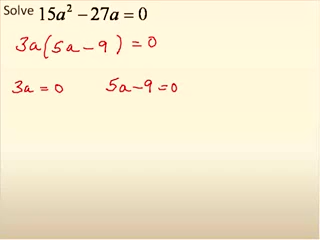 Solve 15a² − 27a = 0
3a(5a − 9) = 0
3a = 0 5a − 9 = 0